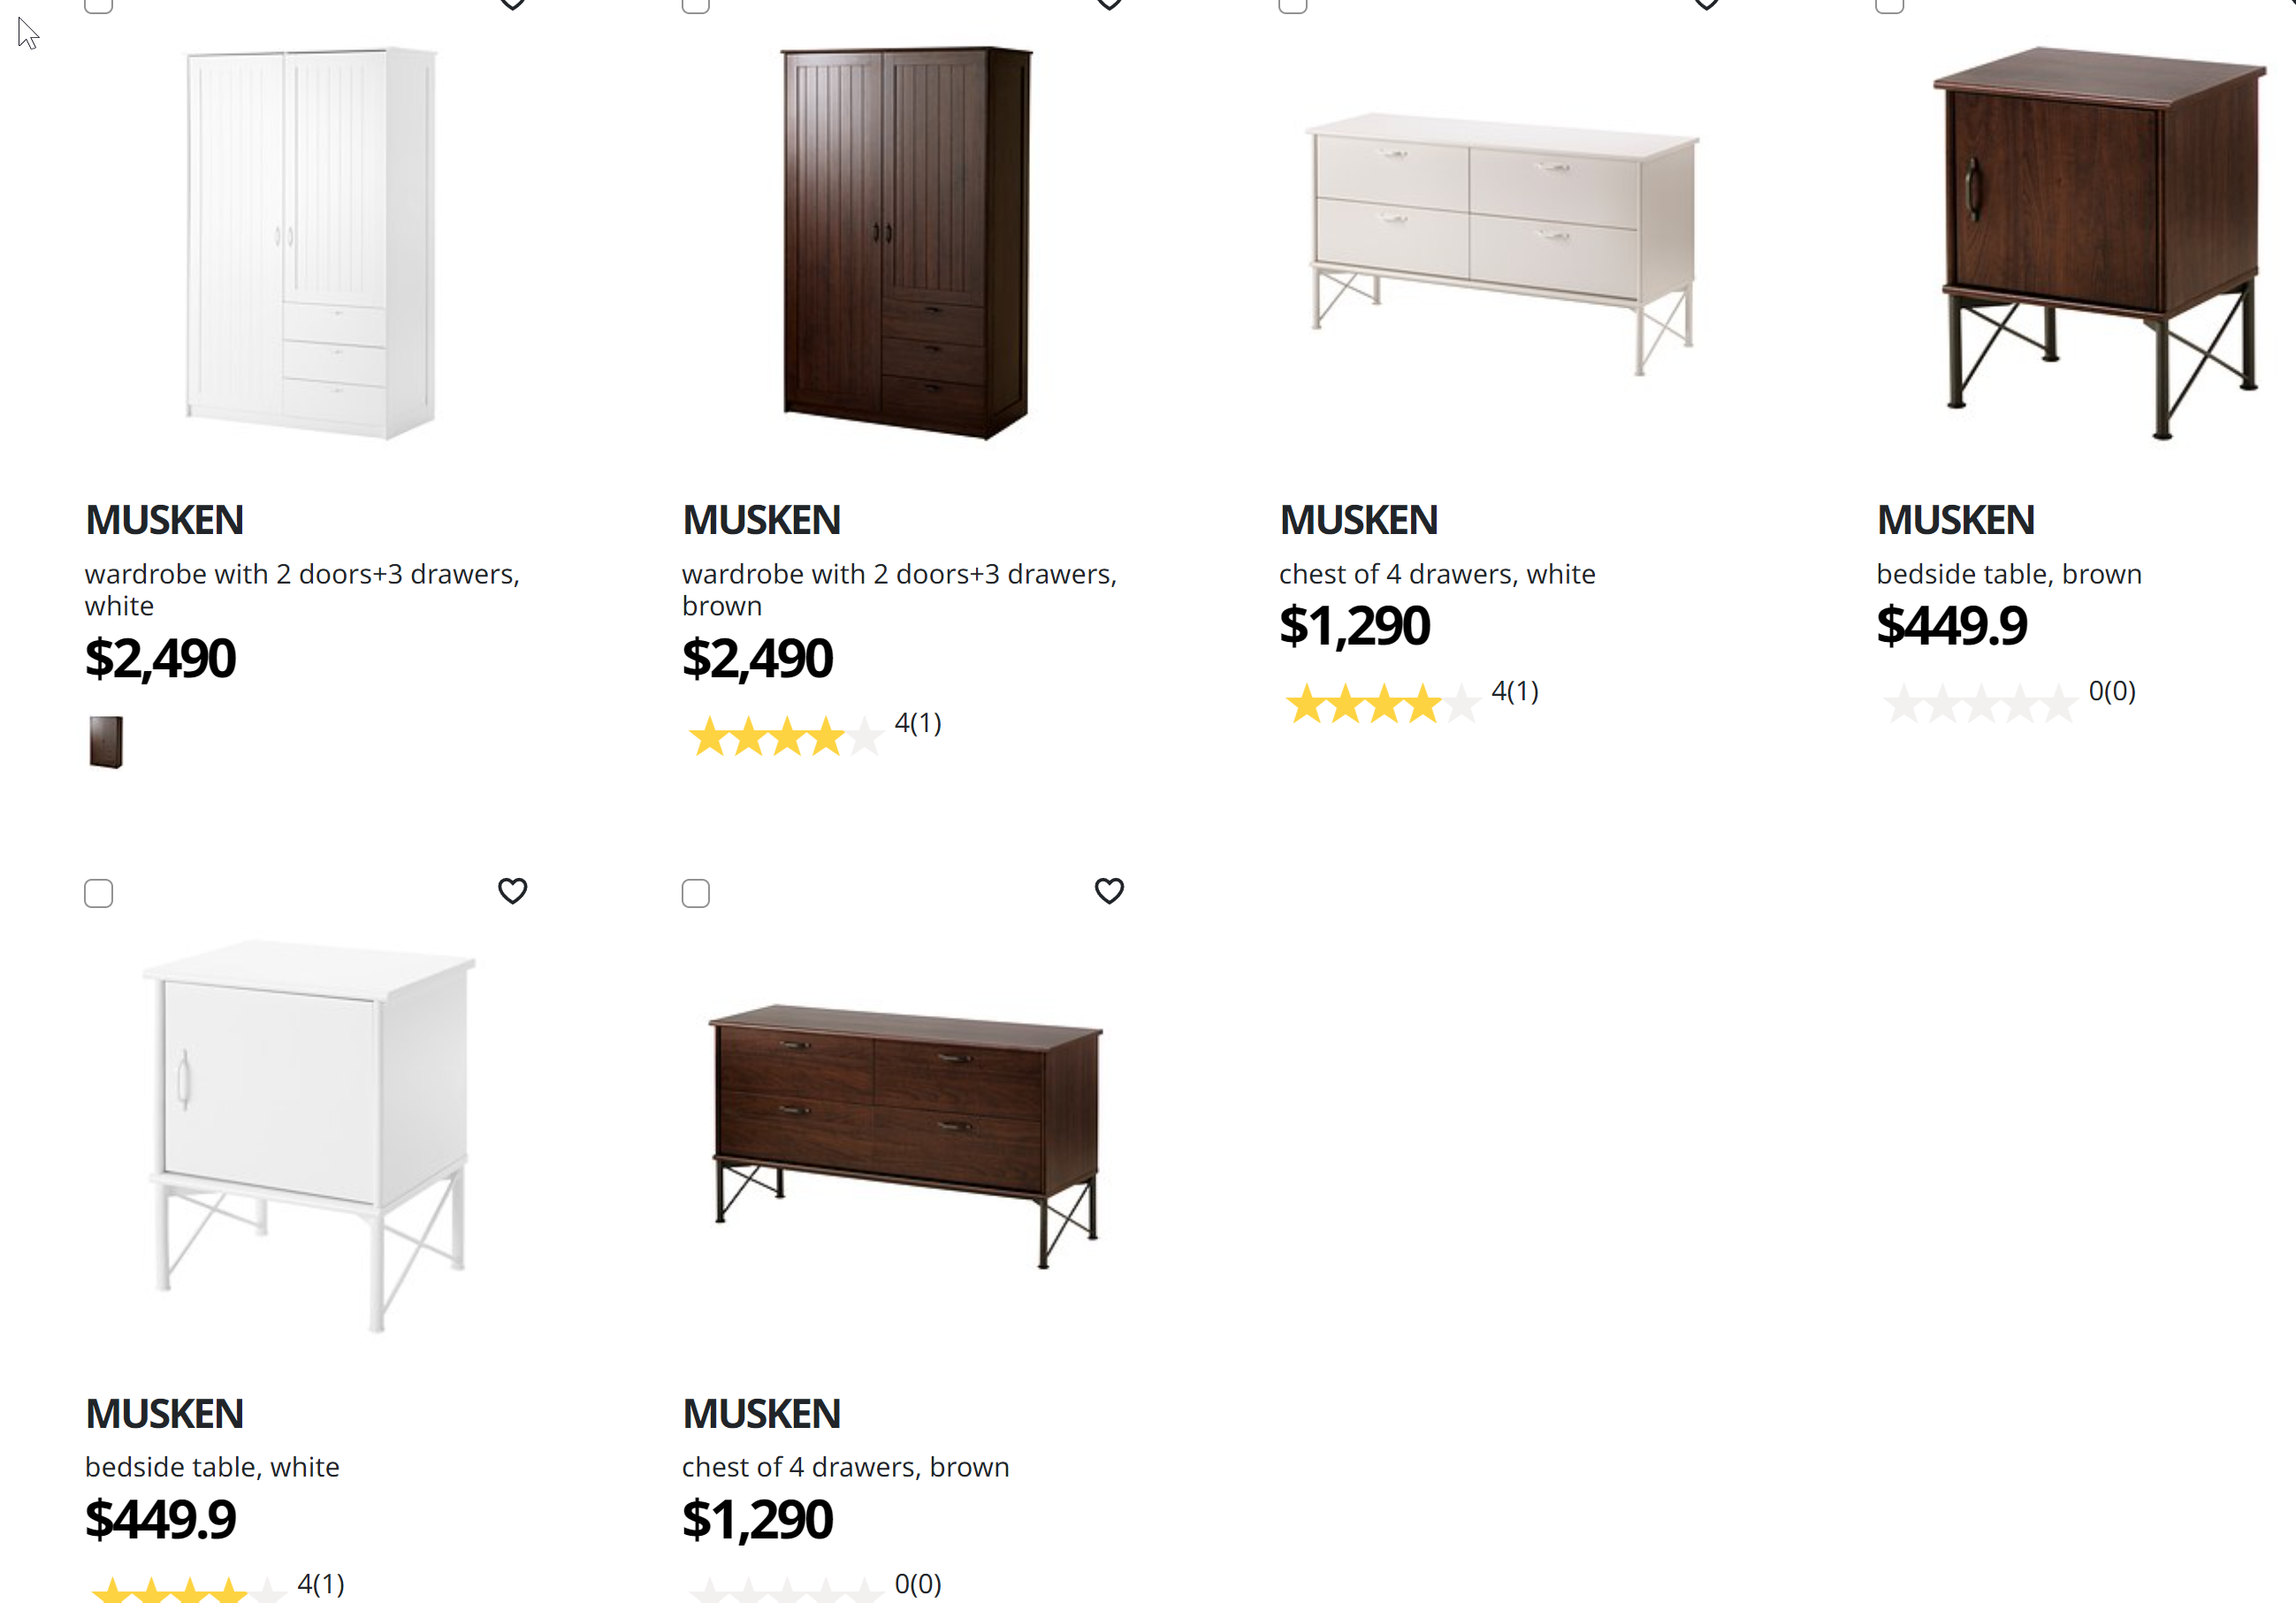 MUSKEN
wardrobe with 2 doors+3 drawers,
white
$2,490
MUSKEN
wardrobe with 2 doors+3 drawers,
brown
$2,490
4(1)
MUSKEN
chest of 4 drawers, white
$1,290
4(1)
MUSKEN
bedside table, brown
$449.9
0(0)
MUSKEN
bedside table, white
$449.9
4(1)
MUSKEN
chest of 4 drawers, brown
$1,290
0(0)